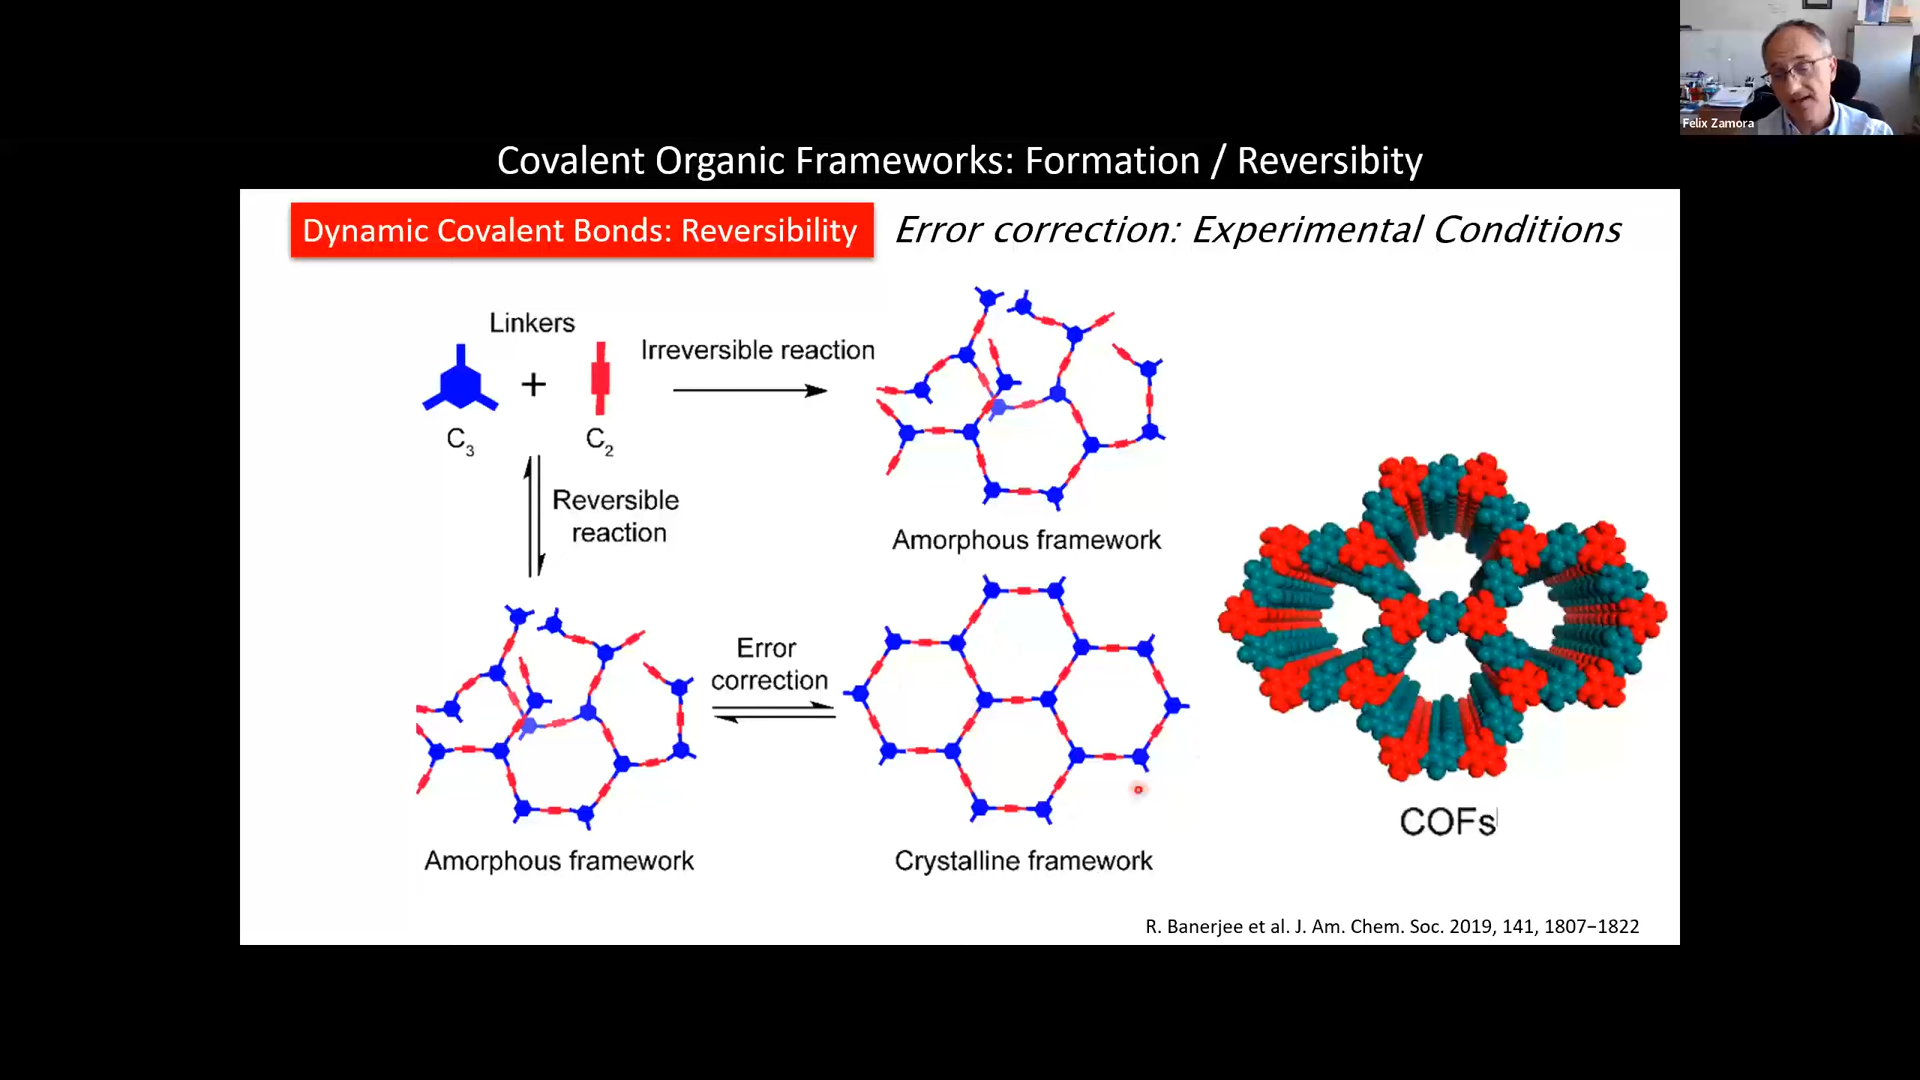 Felix Zamora
Covalent Organic Frameworks: Formation / Reversibity
Dynamic Covalent Bonds: Reversibility
Error correction: Experimental Conditions
Linkers
+
C3
C2
Irreversible reaction
Amorphous framework
Reversible
reaction
Error
correction
Amorphous framework
Crystalline framework
COFs
R. Banerjee et al. J. Am. Chem. Soc. 2019, 141, 1807−1822